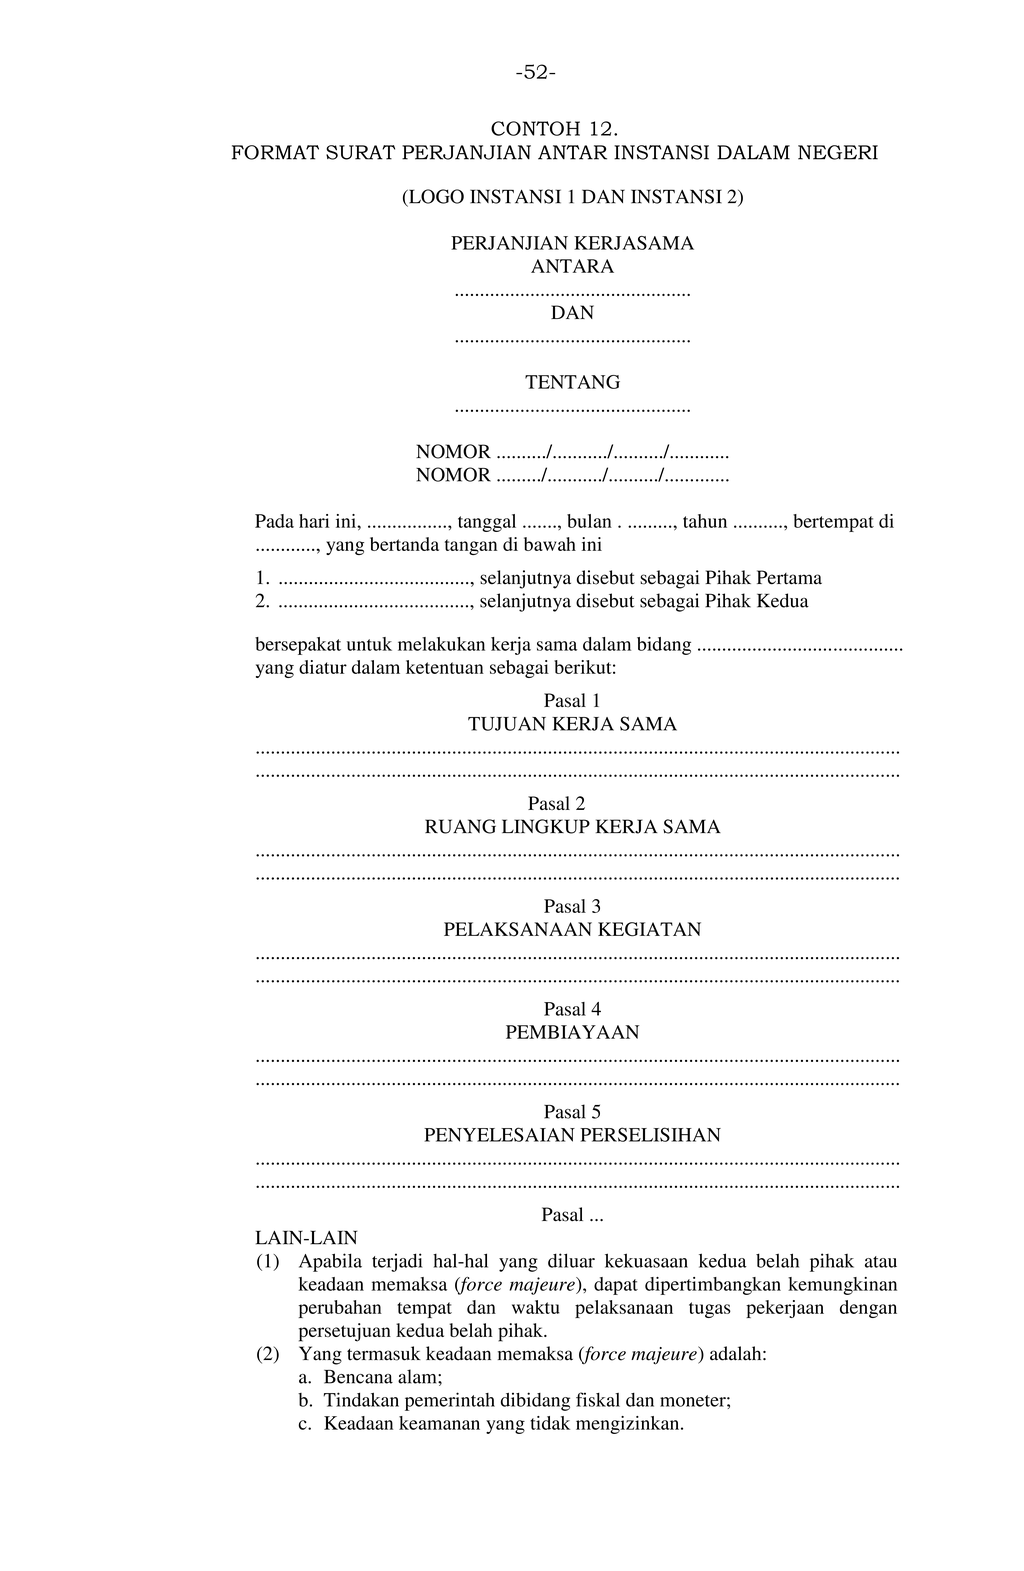 -52-
CONTOH 12.
FORMAT SURAT PERJANJIAN ANTAR INSTANSI DALAM NEGERI
(LOGO INSTANSI 1 DAN INSTANSI 2)
PERJANJIAN KERJASAMA
ANTARA
...............................................
DAN
...............................................
TENTANG
...............................................
NOMOR ........../.........../........../............
NOMOR ........./.........../........../.............
Pada hari ini, ................, tanggal ......., bulan . ........., tahun .........., bertempat di
............, yang bertanda tangan di bawah ini
1. ......................................, selanjutnya disebut sebagai Pihak Pertama
2. ......................................, selanjutnya disebut sebagai Pihak Kedua
bersepakat untuk melakukan kerja sama dalam bidang .........................................
yang diatur dalam ketentuan sebagai berikut:
Pasal 1
TUJUAN KERJA SAMA
................................................................................................................................
................................................................................................................................
Pasal 2
RUANG LINGKUP KERJA SAMA
................................................................................................................................
................................................................................................................................
Pasal 3
PELAKSANAAN KEGIATAN
................................................................................................................................
................................................................................................................................
Pasal 4
PEMBIAYAAN
................................................................................................................................
................................................................................................................................
Pasal 5
PENYELESAIAN PERSELISIHAN
................................................................................................................................
................................................................................................................................
Pasal ...
LAIN-LAIN
(1) Apabila terjadi hal-hal yang diluar kekuasaan kedua belah pihak atau
keadaan memaksa (force majeure), dapat dipertimbangkan kemungkinan
perubahan tempat dan waktu pelaksanaan tugas pekerjaan dengan
persetujuan kedua belah pihak.
(2) Yang termasuk keadaan memaksa (force majeure) adalah:
a. Bencana alam;
b. Tindakan pemerintah dibidang fiskal dan moneter;
c. Keadaan keamanan yang tidak mengizinkan.